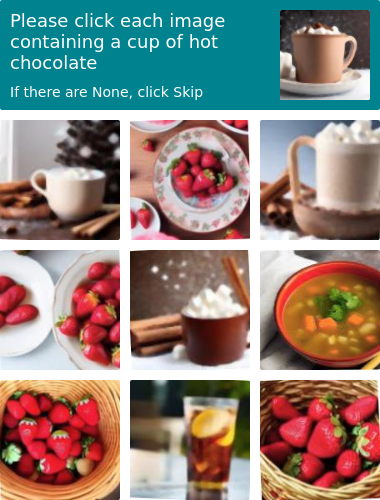 Please click each image
containing a cup of hot
chocolate
If there are None, click Skip